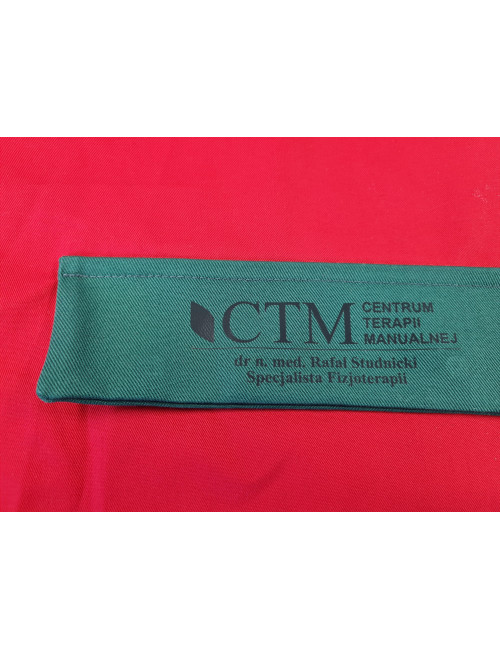 CTM
CENTRUM
TERAPII
MANUALNEJ
dr n. med. Rafał Studnicki
Specjalista Fizjoterapii